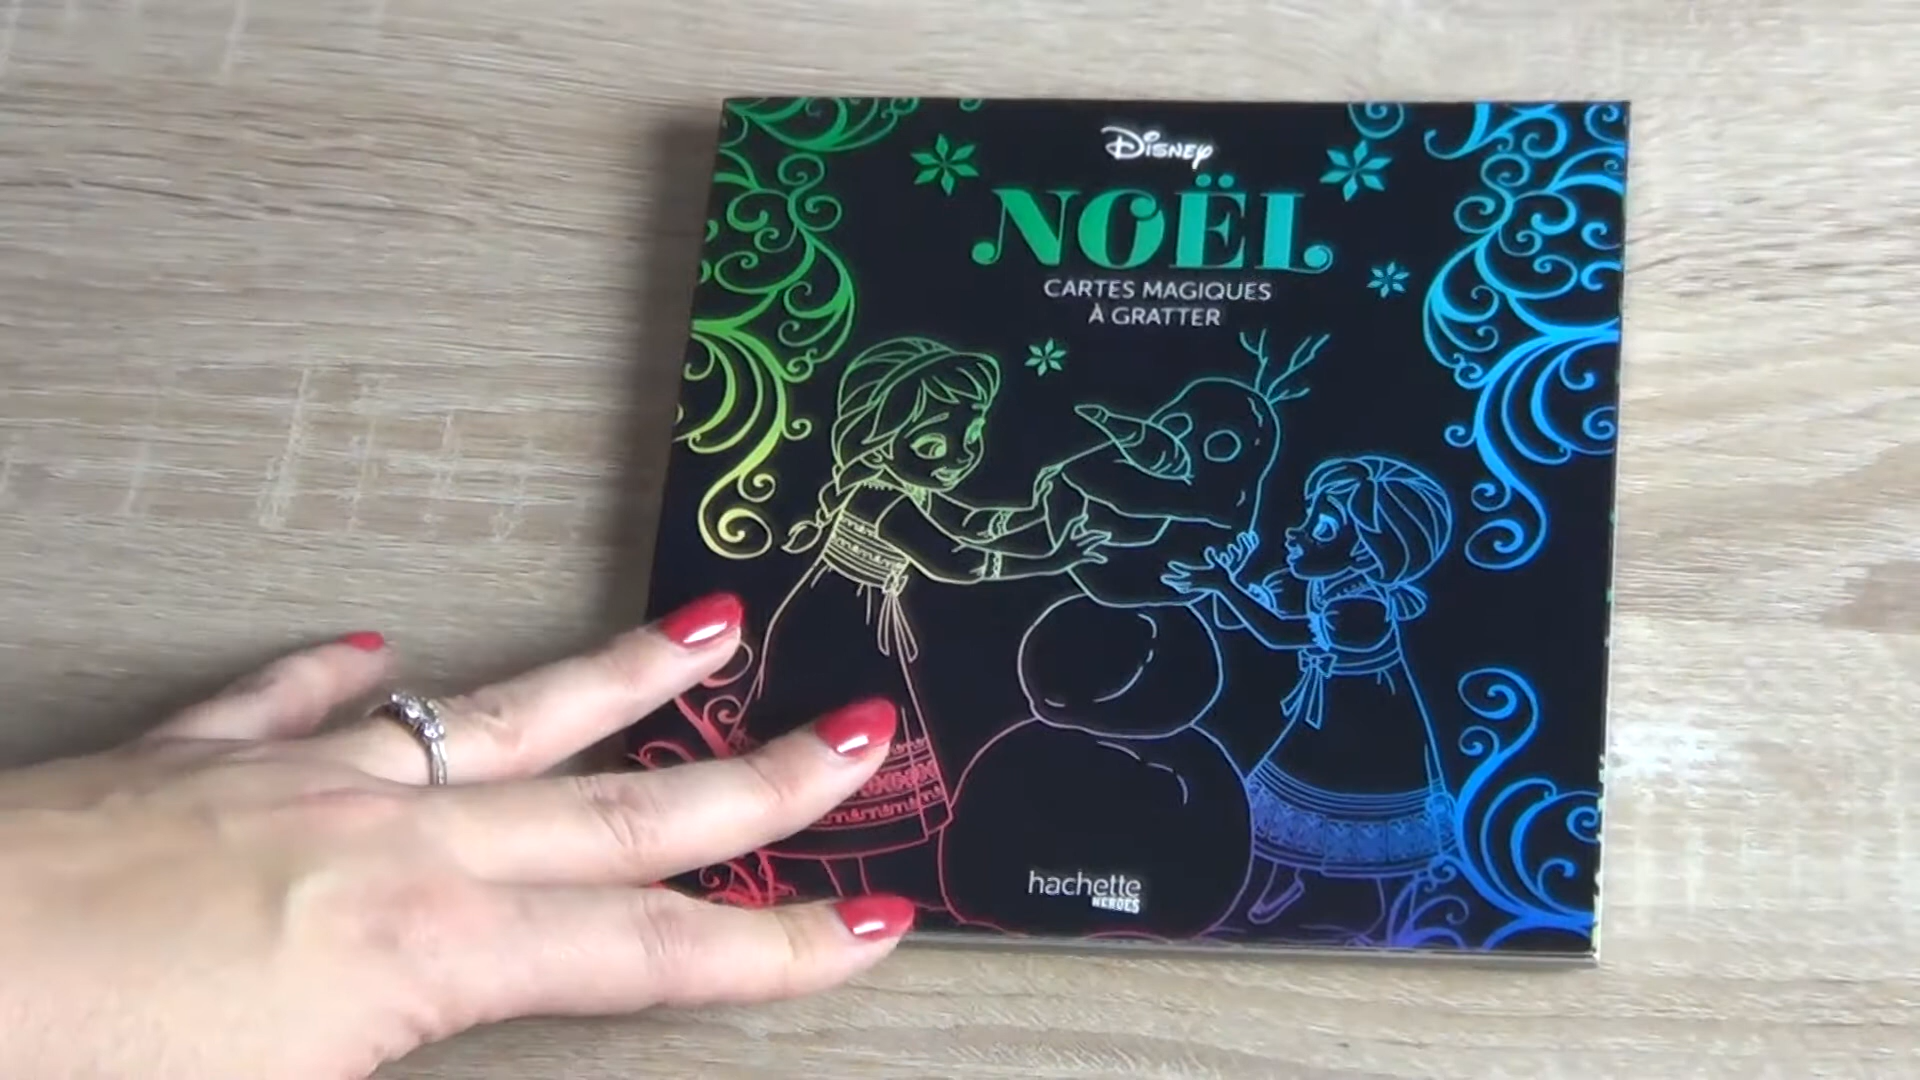 Disney
NOËL
CARTES MAGIQUES
À GRATTER
hachette
HEROES